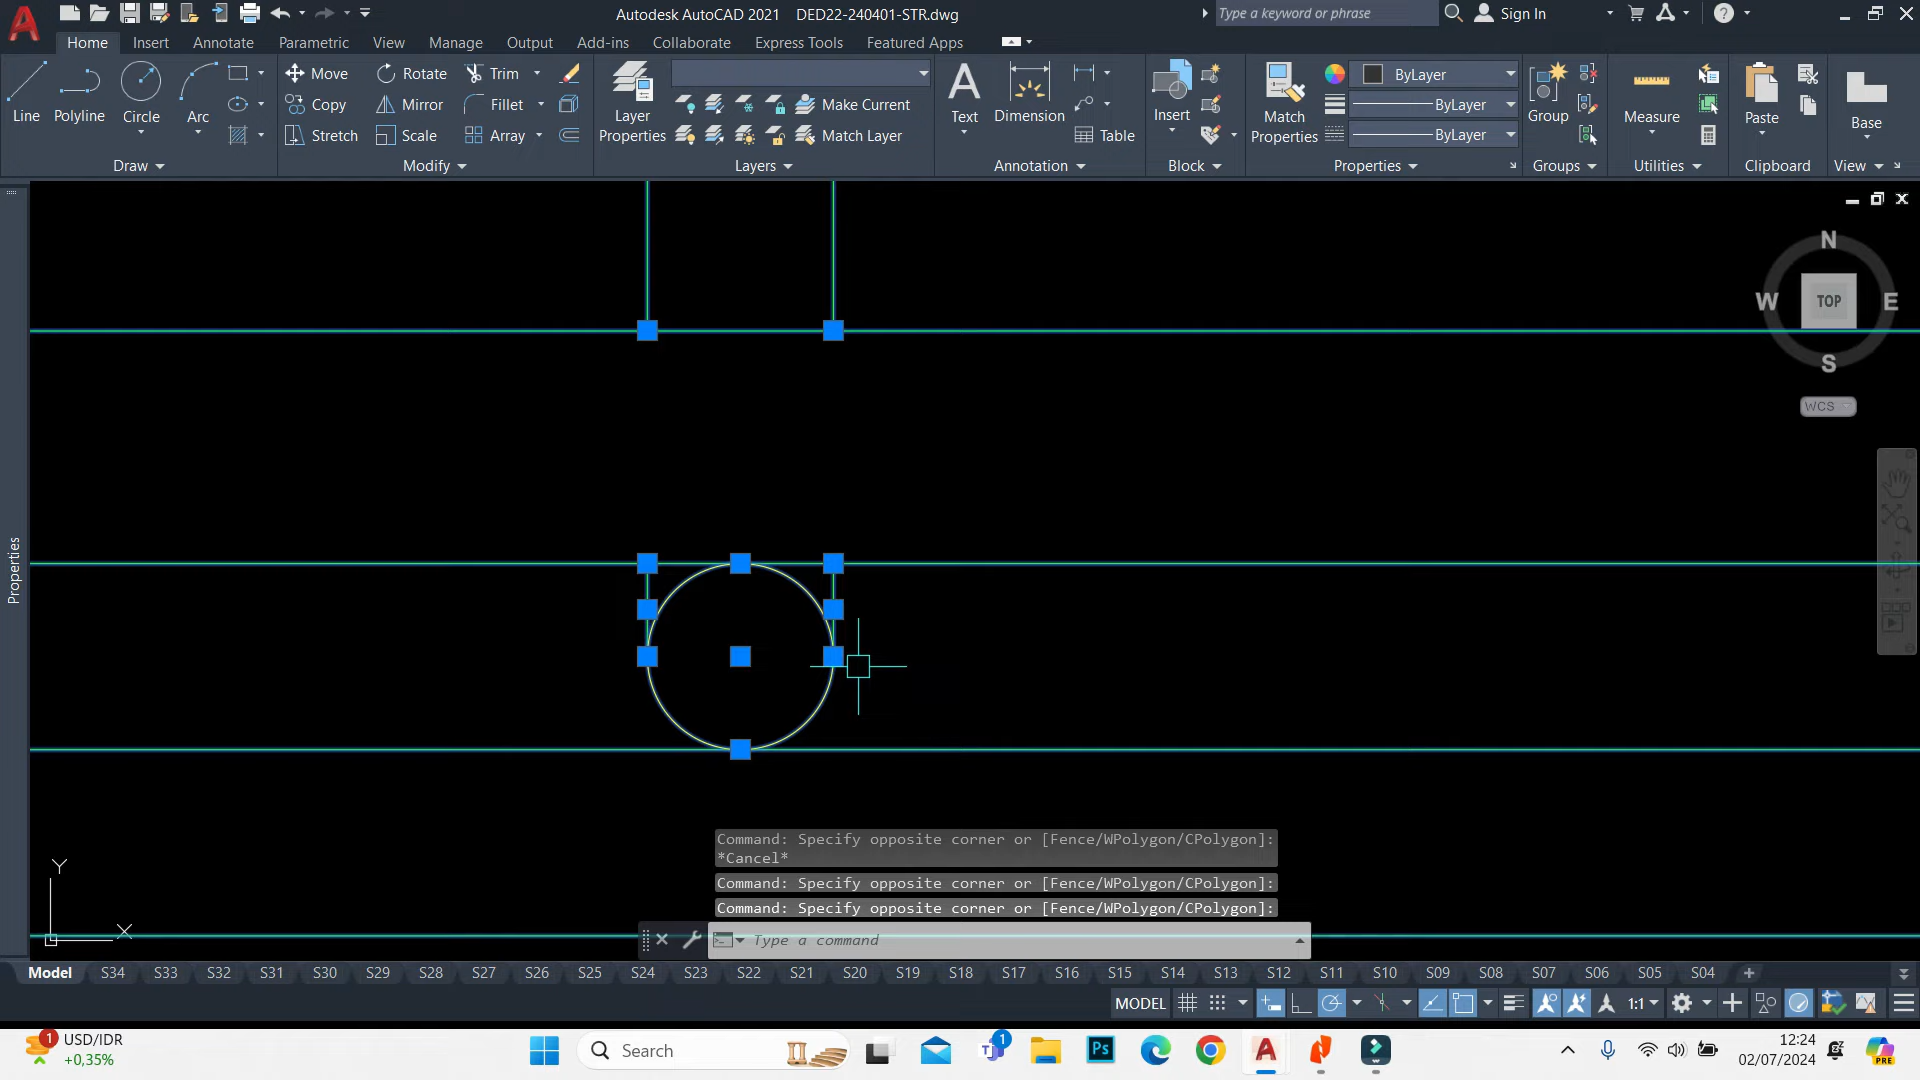 Autodesk AutoCAD 2021 DED22-240401-STR.dwg
Type a keyword or phrase
Sign In
Home Insert Annotate Parametric View Manage Output Add-ins Collaborate Express Tools Featured Apps
Line
Polyline
Circle
Arc
Move
Rotate
Trim
Copy
Mirror
Fillet
Stretch
Scale
Array
Layer
Properties
Make Current
Match Layer
Text
Dimension
Table
Insert
Match
Properties
ByLayer
ByLayer
ByLayer
Group
Measure
Paste
Base
Draw
Modify
Layers
Annotation
Block
Properties
Groups
Utilities
Clipboard
View
N
W
TOP
E
S
WCS
Properties
Y
X
Command: Specify opposite corner or [Fence/WPolygon/CPolygon]:
*Cancel*
Command: Specify opposite corner or [Fence/WPolygon/CPolygon]:
Command: Specify opposite corner or [Fence/WPolygon/CPolygon]:
Type a command
Model S34 S33 S32 S31 S30 S29 S28 S27 S26 S25 S24 S23 S22 S21 S20 S19 S18 S17 S16 S15 S14 S13 S12 S11 S10 S09 S08 S07 S06 S05 S04
MODEL
1:1
1
USD/IDR
+0,35%
Search
1
Ps
12:24
02/07/2024
PRE